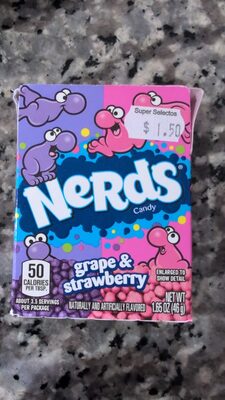 Super Selectos
$ 1.50
NERDS
Candy
50
CALORIES
PER TBSP.
grape &
strawberry
ENLARGED TO
SHOW DETAIL
ABOUT 3.5 SERVINGS
PER PACKAGE
NATURALLY AND ARTIFICIALLY FLAVORED
NET WT
1.65 OZ (46 g)